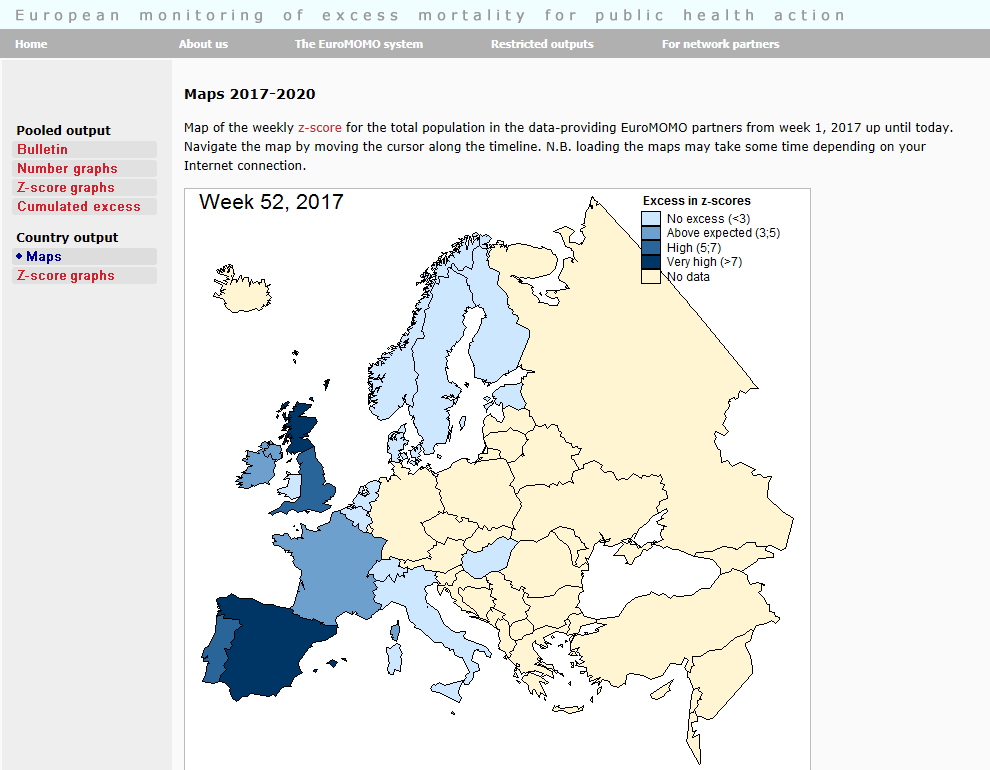 European monitoring of excess mortality for public health action
Home About us The EuroMOMO system Restricted outputs For network partners
Pooled output
Bulletin
Number graphs
Z-score graphs
Cumulated excess
Country output
Maps
Z-score graphs
Maps 2017-2020
Map of the weekly z-score for the total population in the data-providing EuroMOMO partners from week 1, 2017 up until today.
Navigate the map by moving the cursor along the timeline. N.B. loading the maps may take some time depending on your
Internet connection.
Week 52, 2017
Excess in z-scores
No excess (<3)
Above expected (3;5)
High (5;7)
Very high (>7)
No data